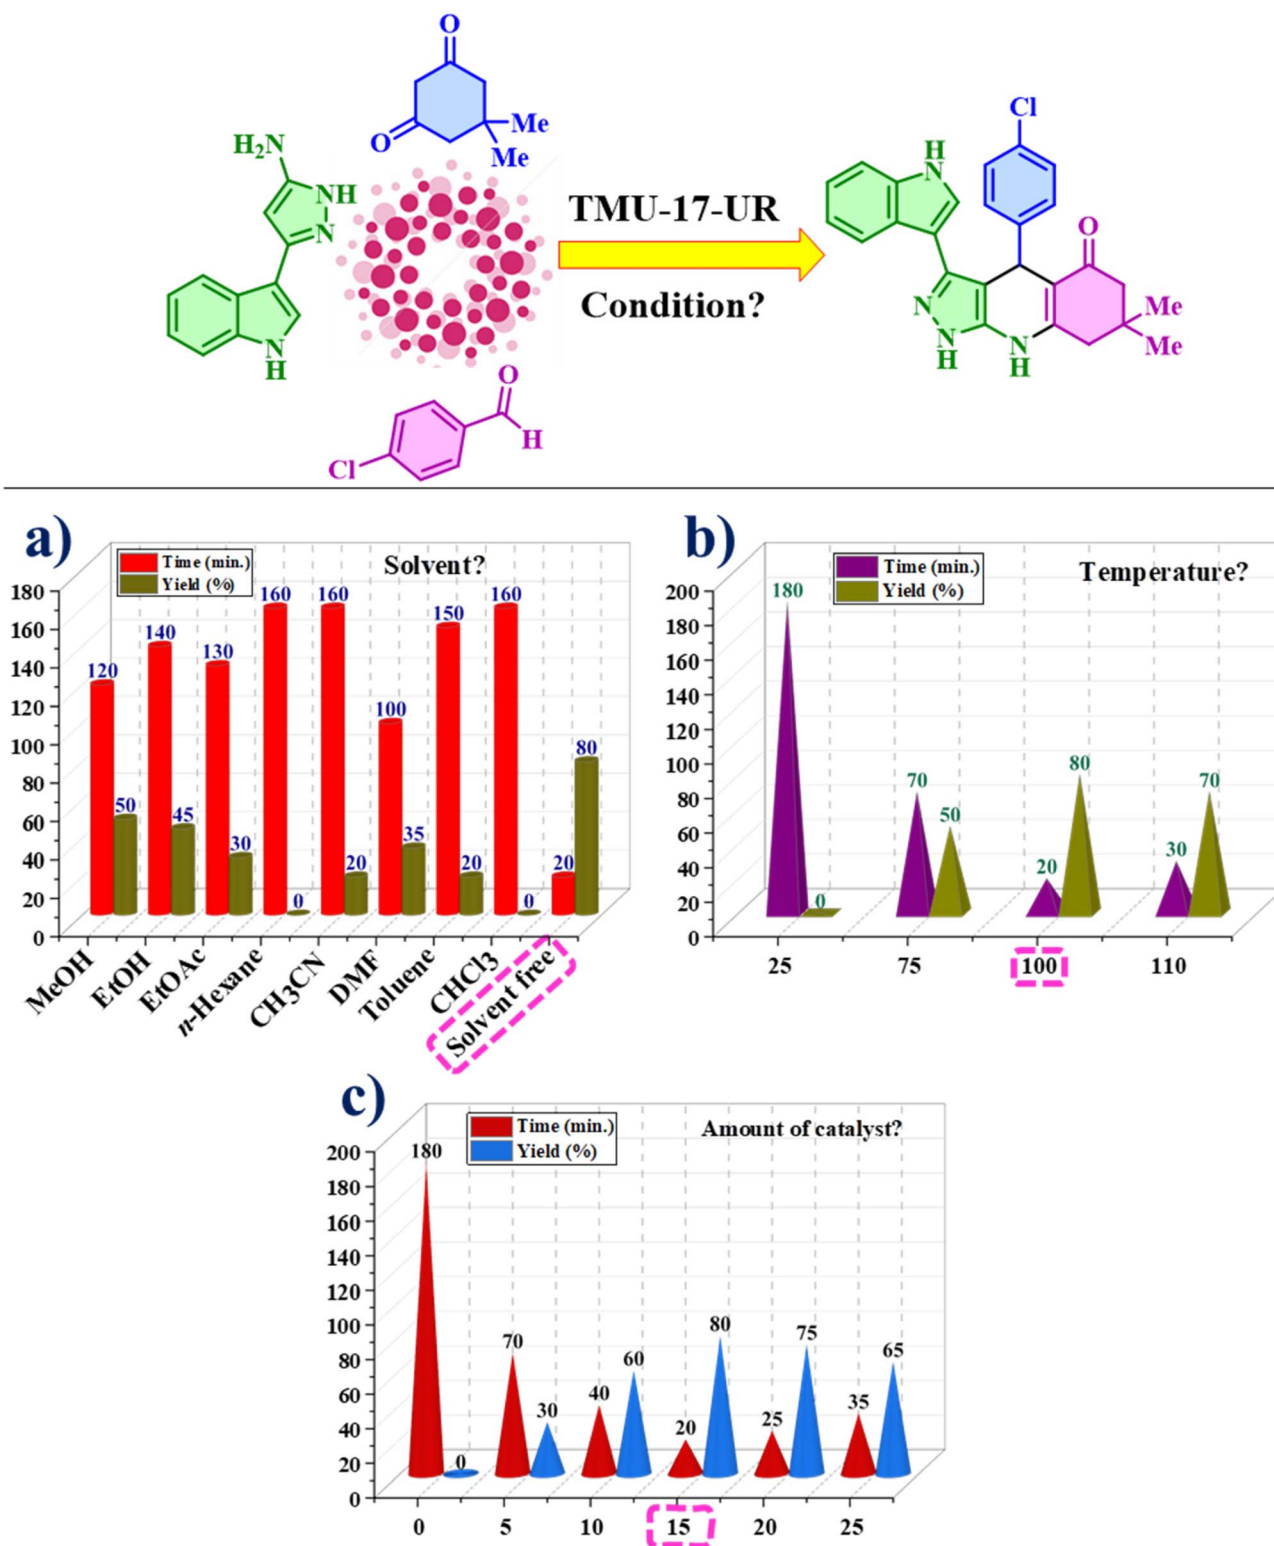 O
O
Me
Me
H₂N
NH
N
N
H
O
H
Cl
TMU-17-UR
Condition?
Cl
H
N
O
N
N
H
N
H
Me
Me
a)
Time (min.)
Yield (%)
Solvent?
180
160
140
120
100
80
60
40
20
0
120
50
140
45
130
30
160
0
160
20
100
35
150
20
160
0
20
80
MeOH
EtOH
EtOAc
n-Hexane
CH3CN
DMF
Toluene
CHCl3
Solvent free
b)
Time (min.)
Yield (%)
Temperature?
200
180
160
140
120
100
80
60
40
20
0
180
0
70
50
20
80
30
70
25
75
100
110
c)
Time (min.)
Yield (%)
Amount of catalyst?
200
180
160
140
120
100
80
60
40
20
0
180
0
70
30
40
60
20
80
25
75
35
65
0
5
10
15
20
25